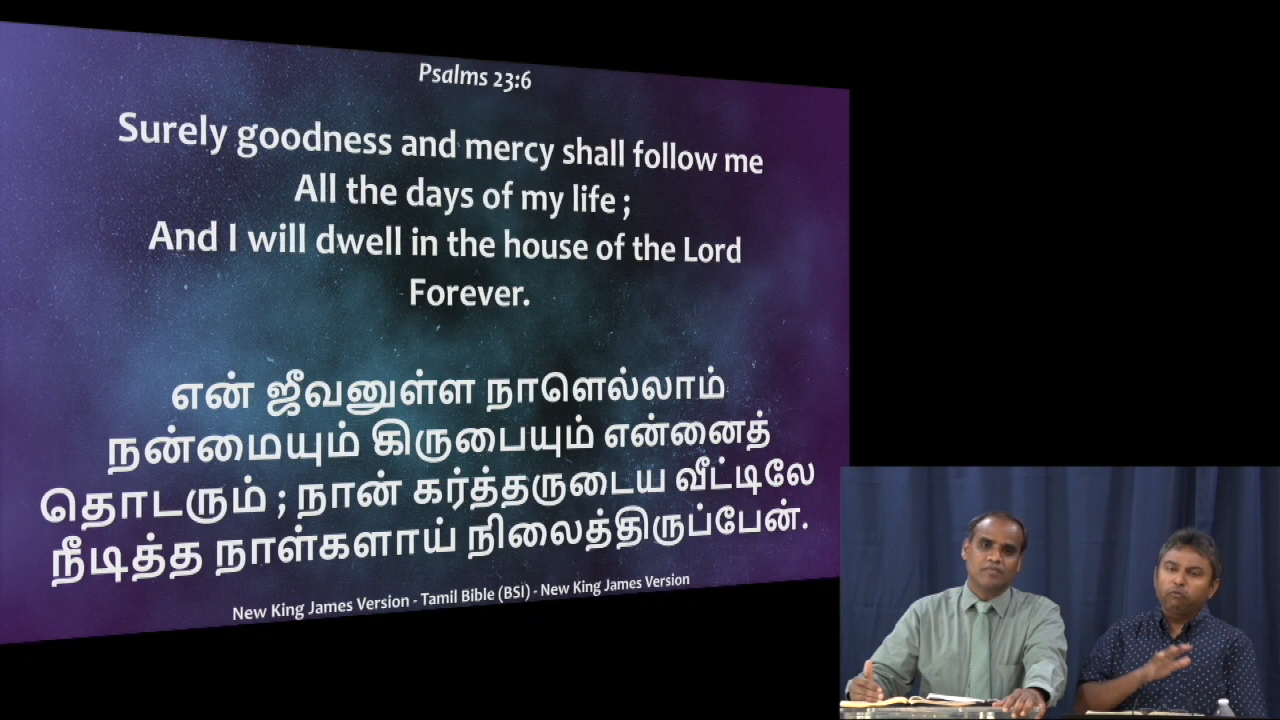 Psalms 23:6
Surely goodness and mercy shall follow me
All the days of my life ;
And I will dwell in the house of the Lord
Forever.
என் ஜீவனுள்ள நாளெல்லாம்
நன்மையும் கிருபையும் என்னைத்
தொடரும் ; நான் கர்த்தருடைய வீட்டிலே
நீடித்த நாள்களாய் நிலைத்திருப்பேன்.
New King James Version - Tamil Bible (BSI) - New King James Version